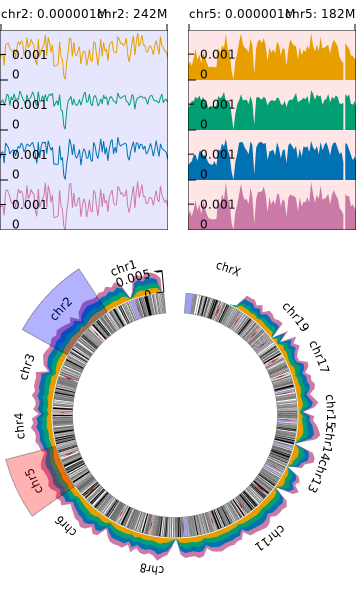 chr2: 0.000001M chr2: 242M
chr5: 0.000001M chr5: 182M
0.001
0
0.001
0
0.001
0
0.001
0
0.001
0
0.001
0
0.001
0
0.001
0
chr1
0.005
0
chrX
chr2
chr19
chr3
chr17
chr4
chr15
chr14
chr5
chr13
chr6
chr11
chr8